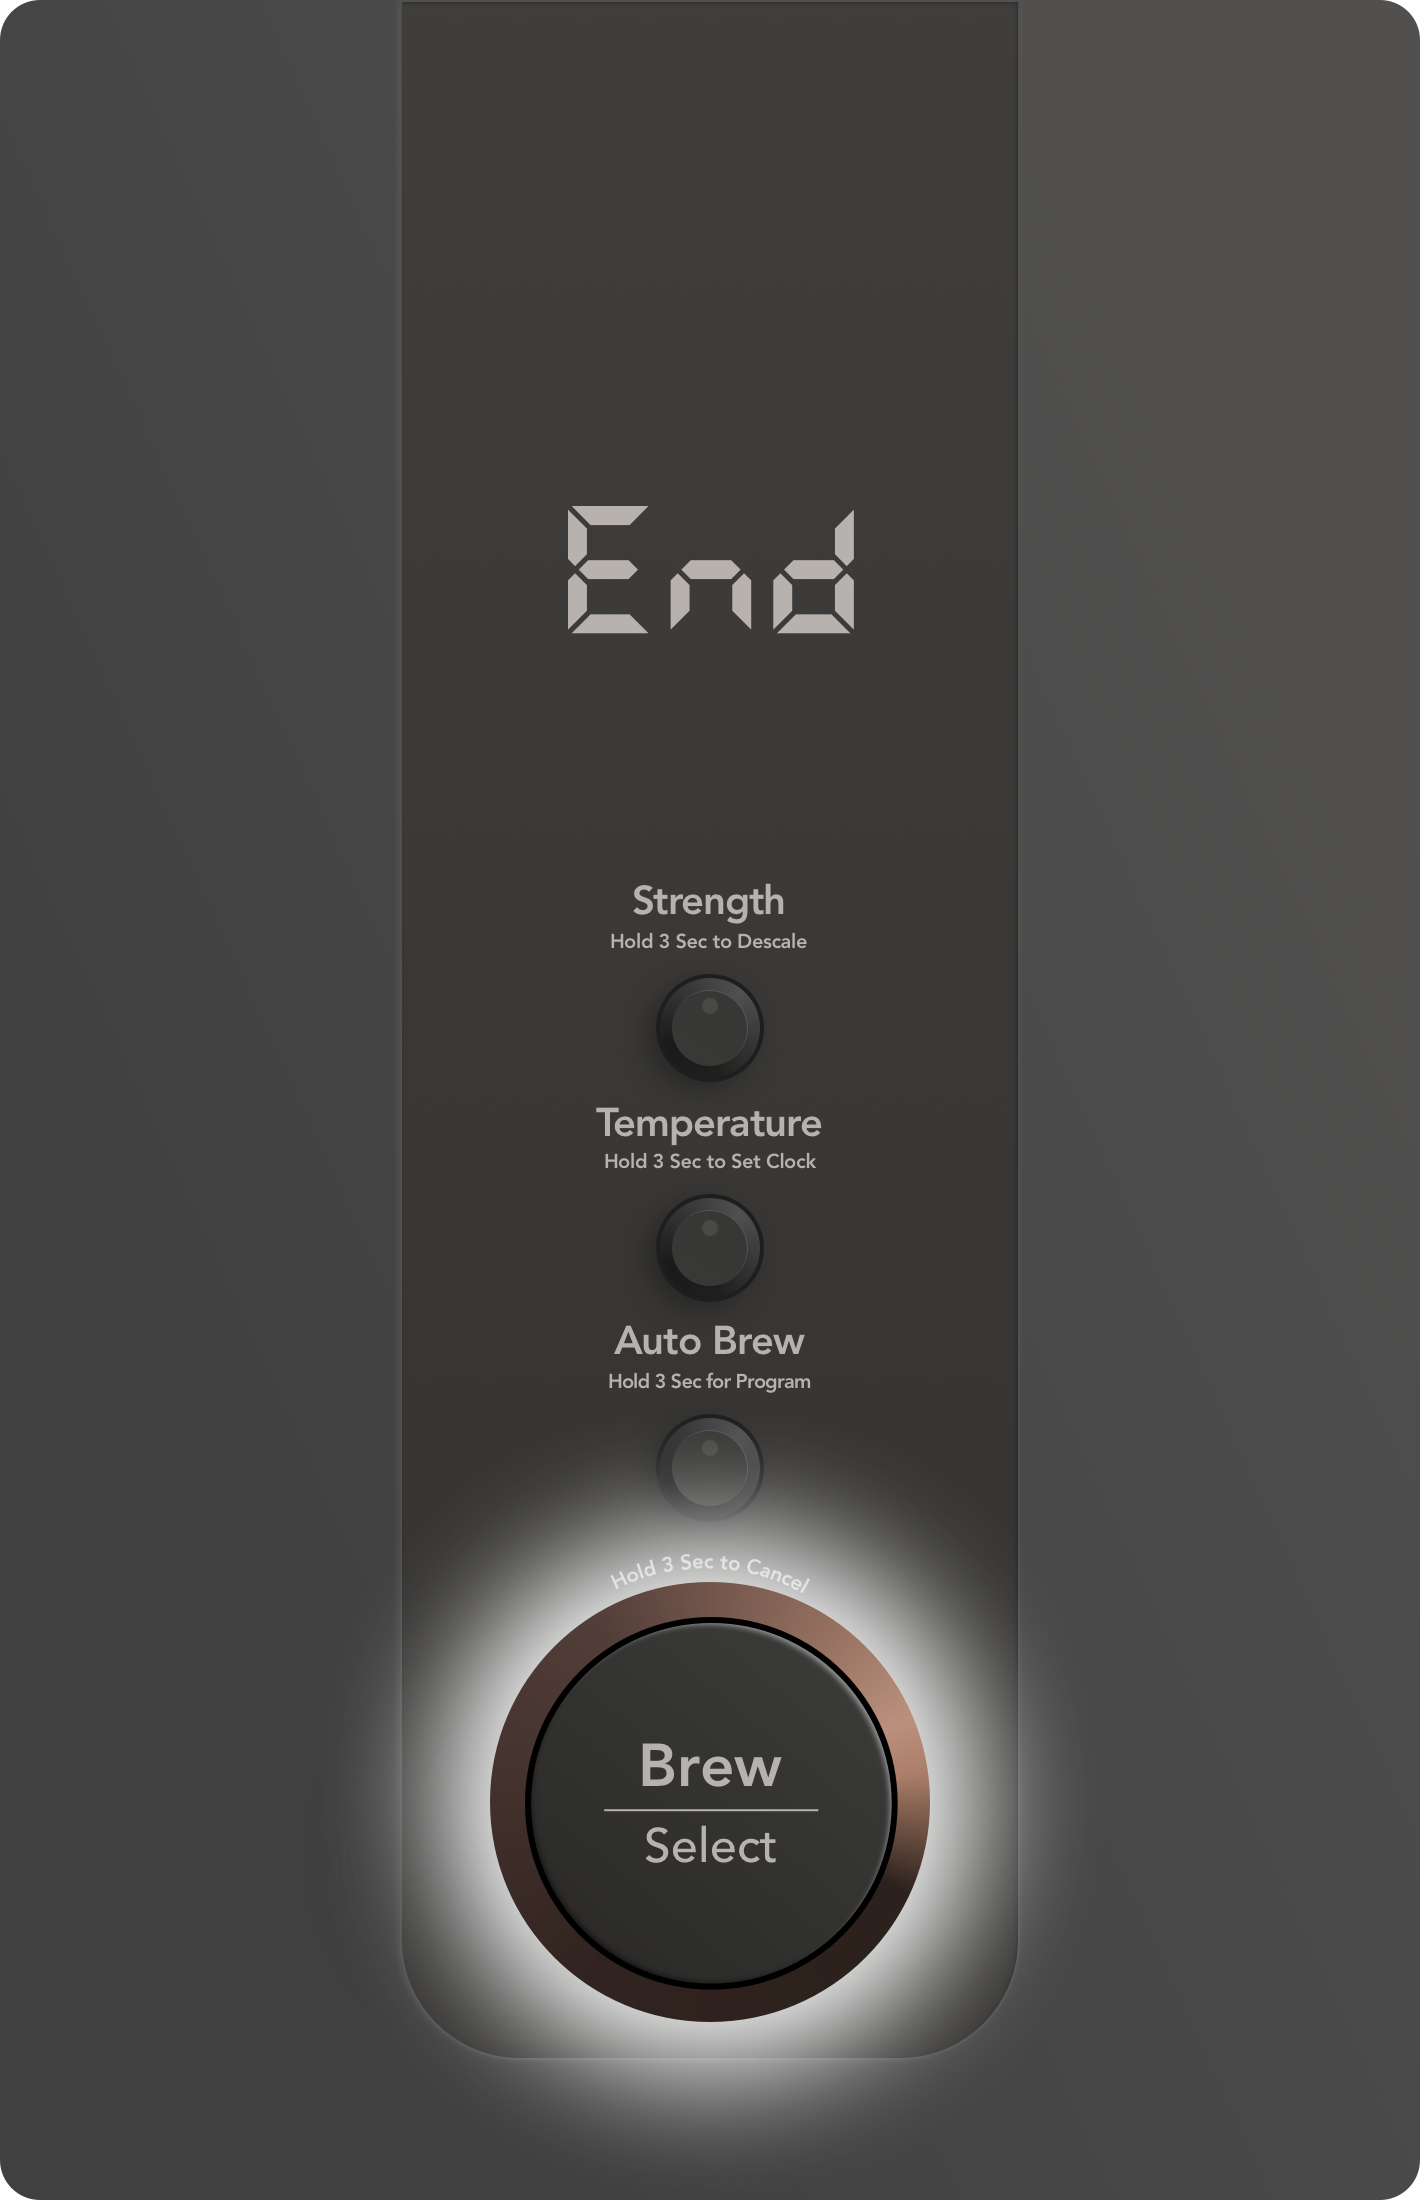 End
Strength
Hold 3 Sec to Descale
Temperature
Hold 3 Sec to Set Clock
Auto Brew
Hold 3 Sec for Program
Hold 3 Sec to Cancel
Brew
Select